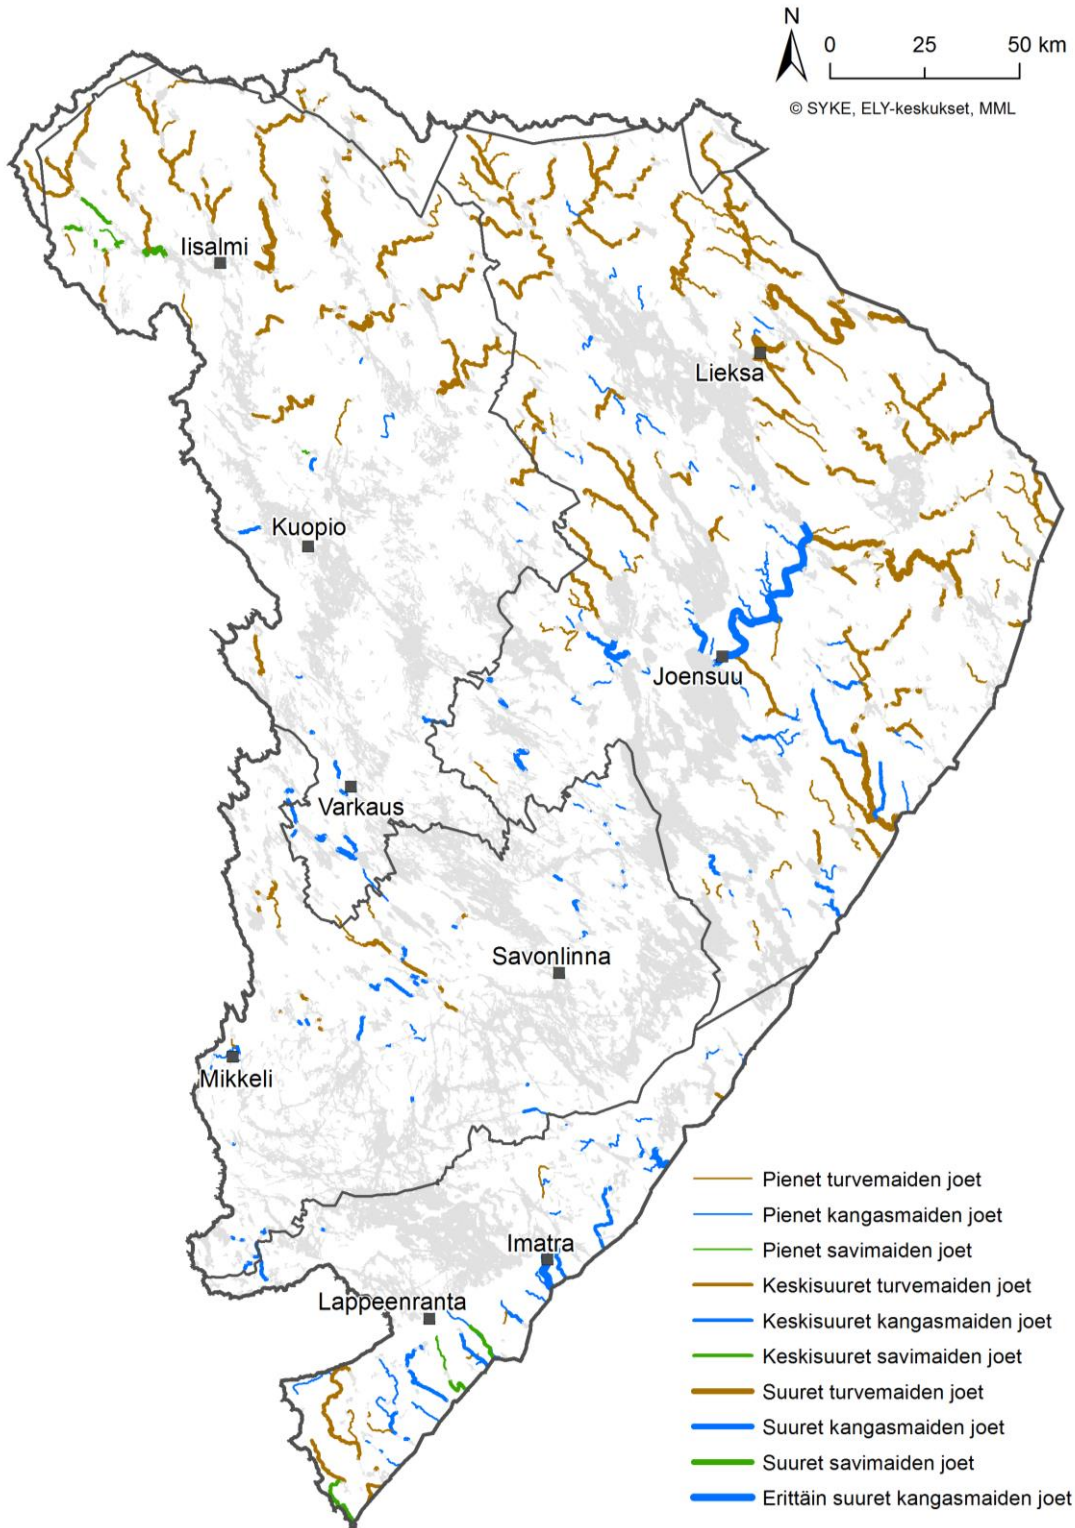 N
0 25 50 km
© SYKE, ELY-keskukset, MML
Iisalmi
Lieksa
Kuopio
Joensuu
Varkaus
Savonlinna
Mikkeli
Imatra
Lappeenranta
Pienet turvemaiden joet
Pienet kangasmaiden joet
Pienet savimaiden joet
Keskisuuret turvemaiden joet
Keskisuuret kangasmaiden joet
Keskisuuret savimaiden joet
Suuret turvemaiden joet
Suuret kangasmaiden joet
Suuret savimaiden joet
Erittäin suuret kangasmaiden joet